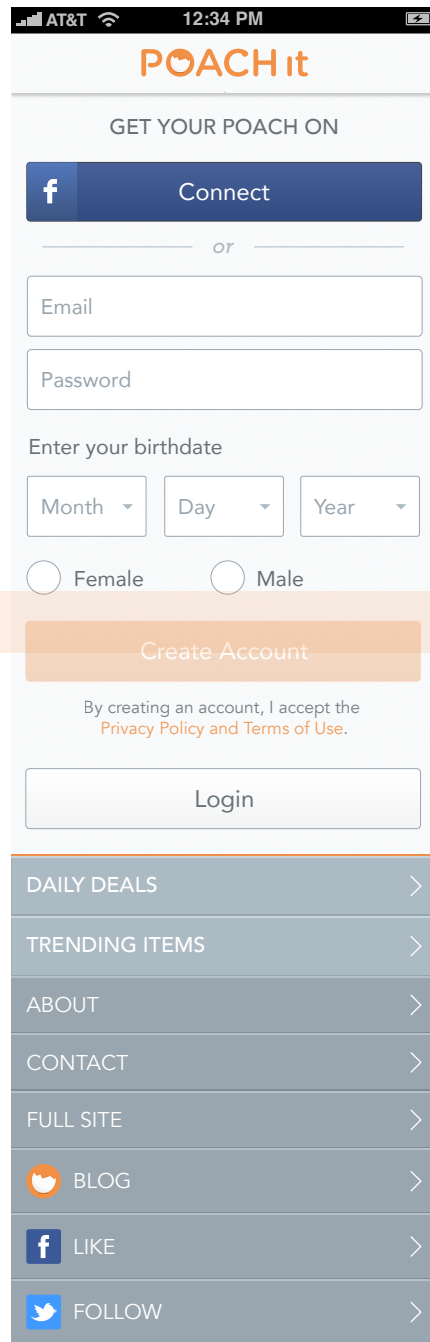 AT&T 12:34 PM
POACH it
GET YOUR POACH ON
f Connect
or
Email
Password
Enter your birthdate
Month Day Year
Female Male
Create Account
By creating an account, I accept the
Privacy Policy and Terms of Use.
Login
DAILY DEALS
TRENDING ITEMS
ABOUT
CONTACT
FULL SITE
BLOG
f LIKE
FOLLOW